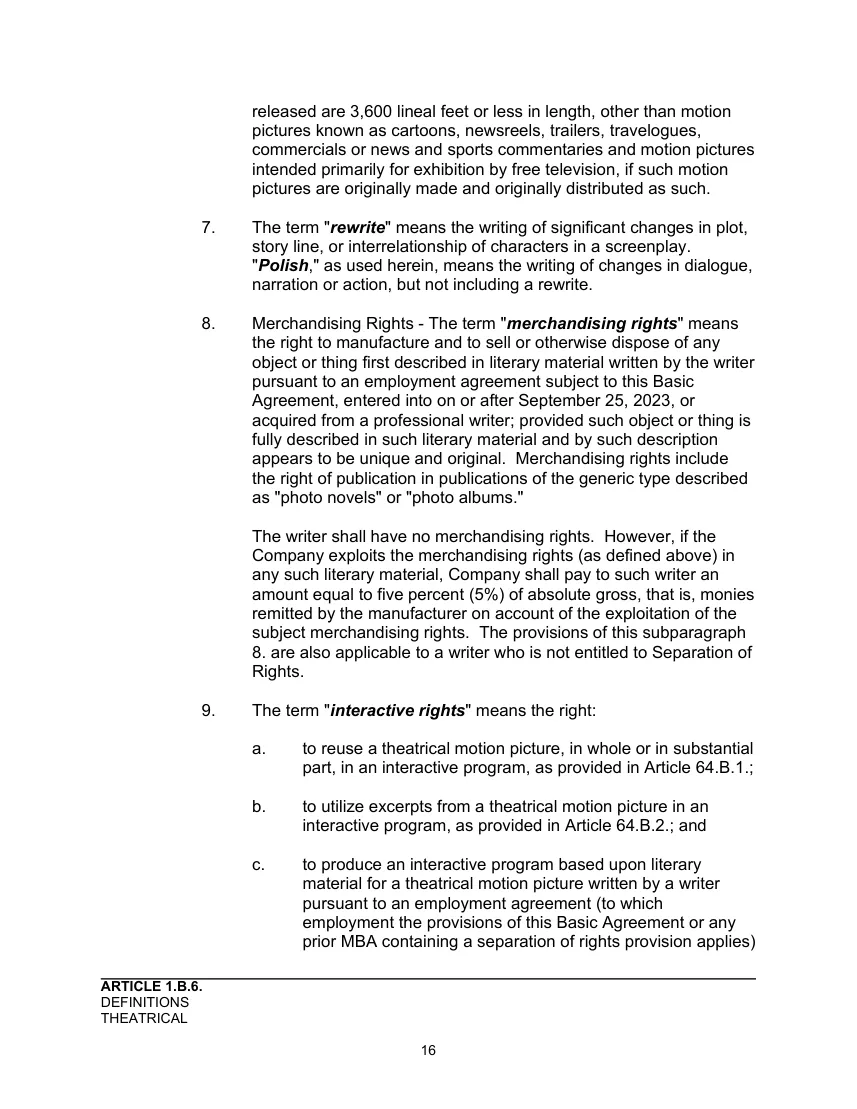 released are 3,600 lineal feet or less in length, other than motion
pictures known as cartoons, newsreels, trailers, travelogues,
commercials or news and sports commentaries and motion pictures
intended primarily for exhibition by free television, if such motion
pictures are originally made and originally distributed as such.
7. The term "rewrite" means the writing of significant changes in plot,
story line, or interrelationship of characters in a screenplay.
"Polish," as used herein, means the writing of changes in dialogue,
narration or action, but not including a rewrite.
8. Merchandising Rights - The term "merchandising rights" means
the right to manufacture and to sell or otherwise dispose of any
object or thing first described in literary material written by the writer
pursuant to an employment agreement subject to this Basic
Agreement, entered into on or after September 25, 2023, or
acquired from a professional writer; provided such object or thing is
fully described in such literary material and by such description
appears to be unique and original.  Merchandising rights include
the right of publication in publications of the generic type described
as "photo novels" or "photo albums."
The writer shall have no merchandising rights.  However, if the
Company exploits the merchandising rights (as defined above) in
any such literary material, Company shall pay to such writer an
amount equal to five percent (5%) of absolute gross, that is, monies
remitted by the manufacturer on account of the exploitation of the
subject merchandising rights.  The provisions of this subparagraph
8. are also applicable to a writer who is not entitled to Separation of
Rights.
9. The term "interactive rights" means the right:
a. to reuse a theatrical motion picture, in whole or in substantial
part, in an interactive program, as provided in Article 64.B.1.;
b. to utilize excerpts from a theatrical motion picture in an
interactive program, as provided in Article 64.B.2.; and
c. to produce an interactive program based upon literary
material for a theatrical motion picture written by a writer
pursuant to an employment agreement (to which
employment the provisions of this Basic Agreement or any
prior MBA containing a separation of rights provision applies)
ARTICLE 1.B.6.
DEFINITIONS
THEATRICAL
16